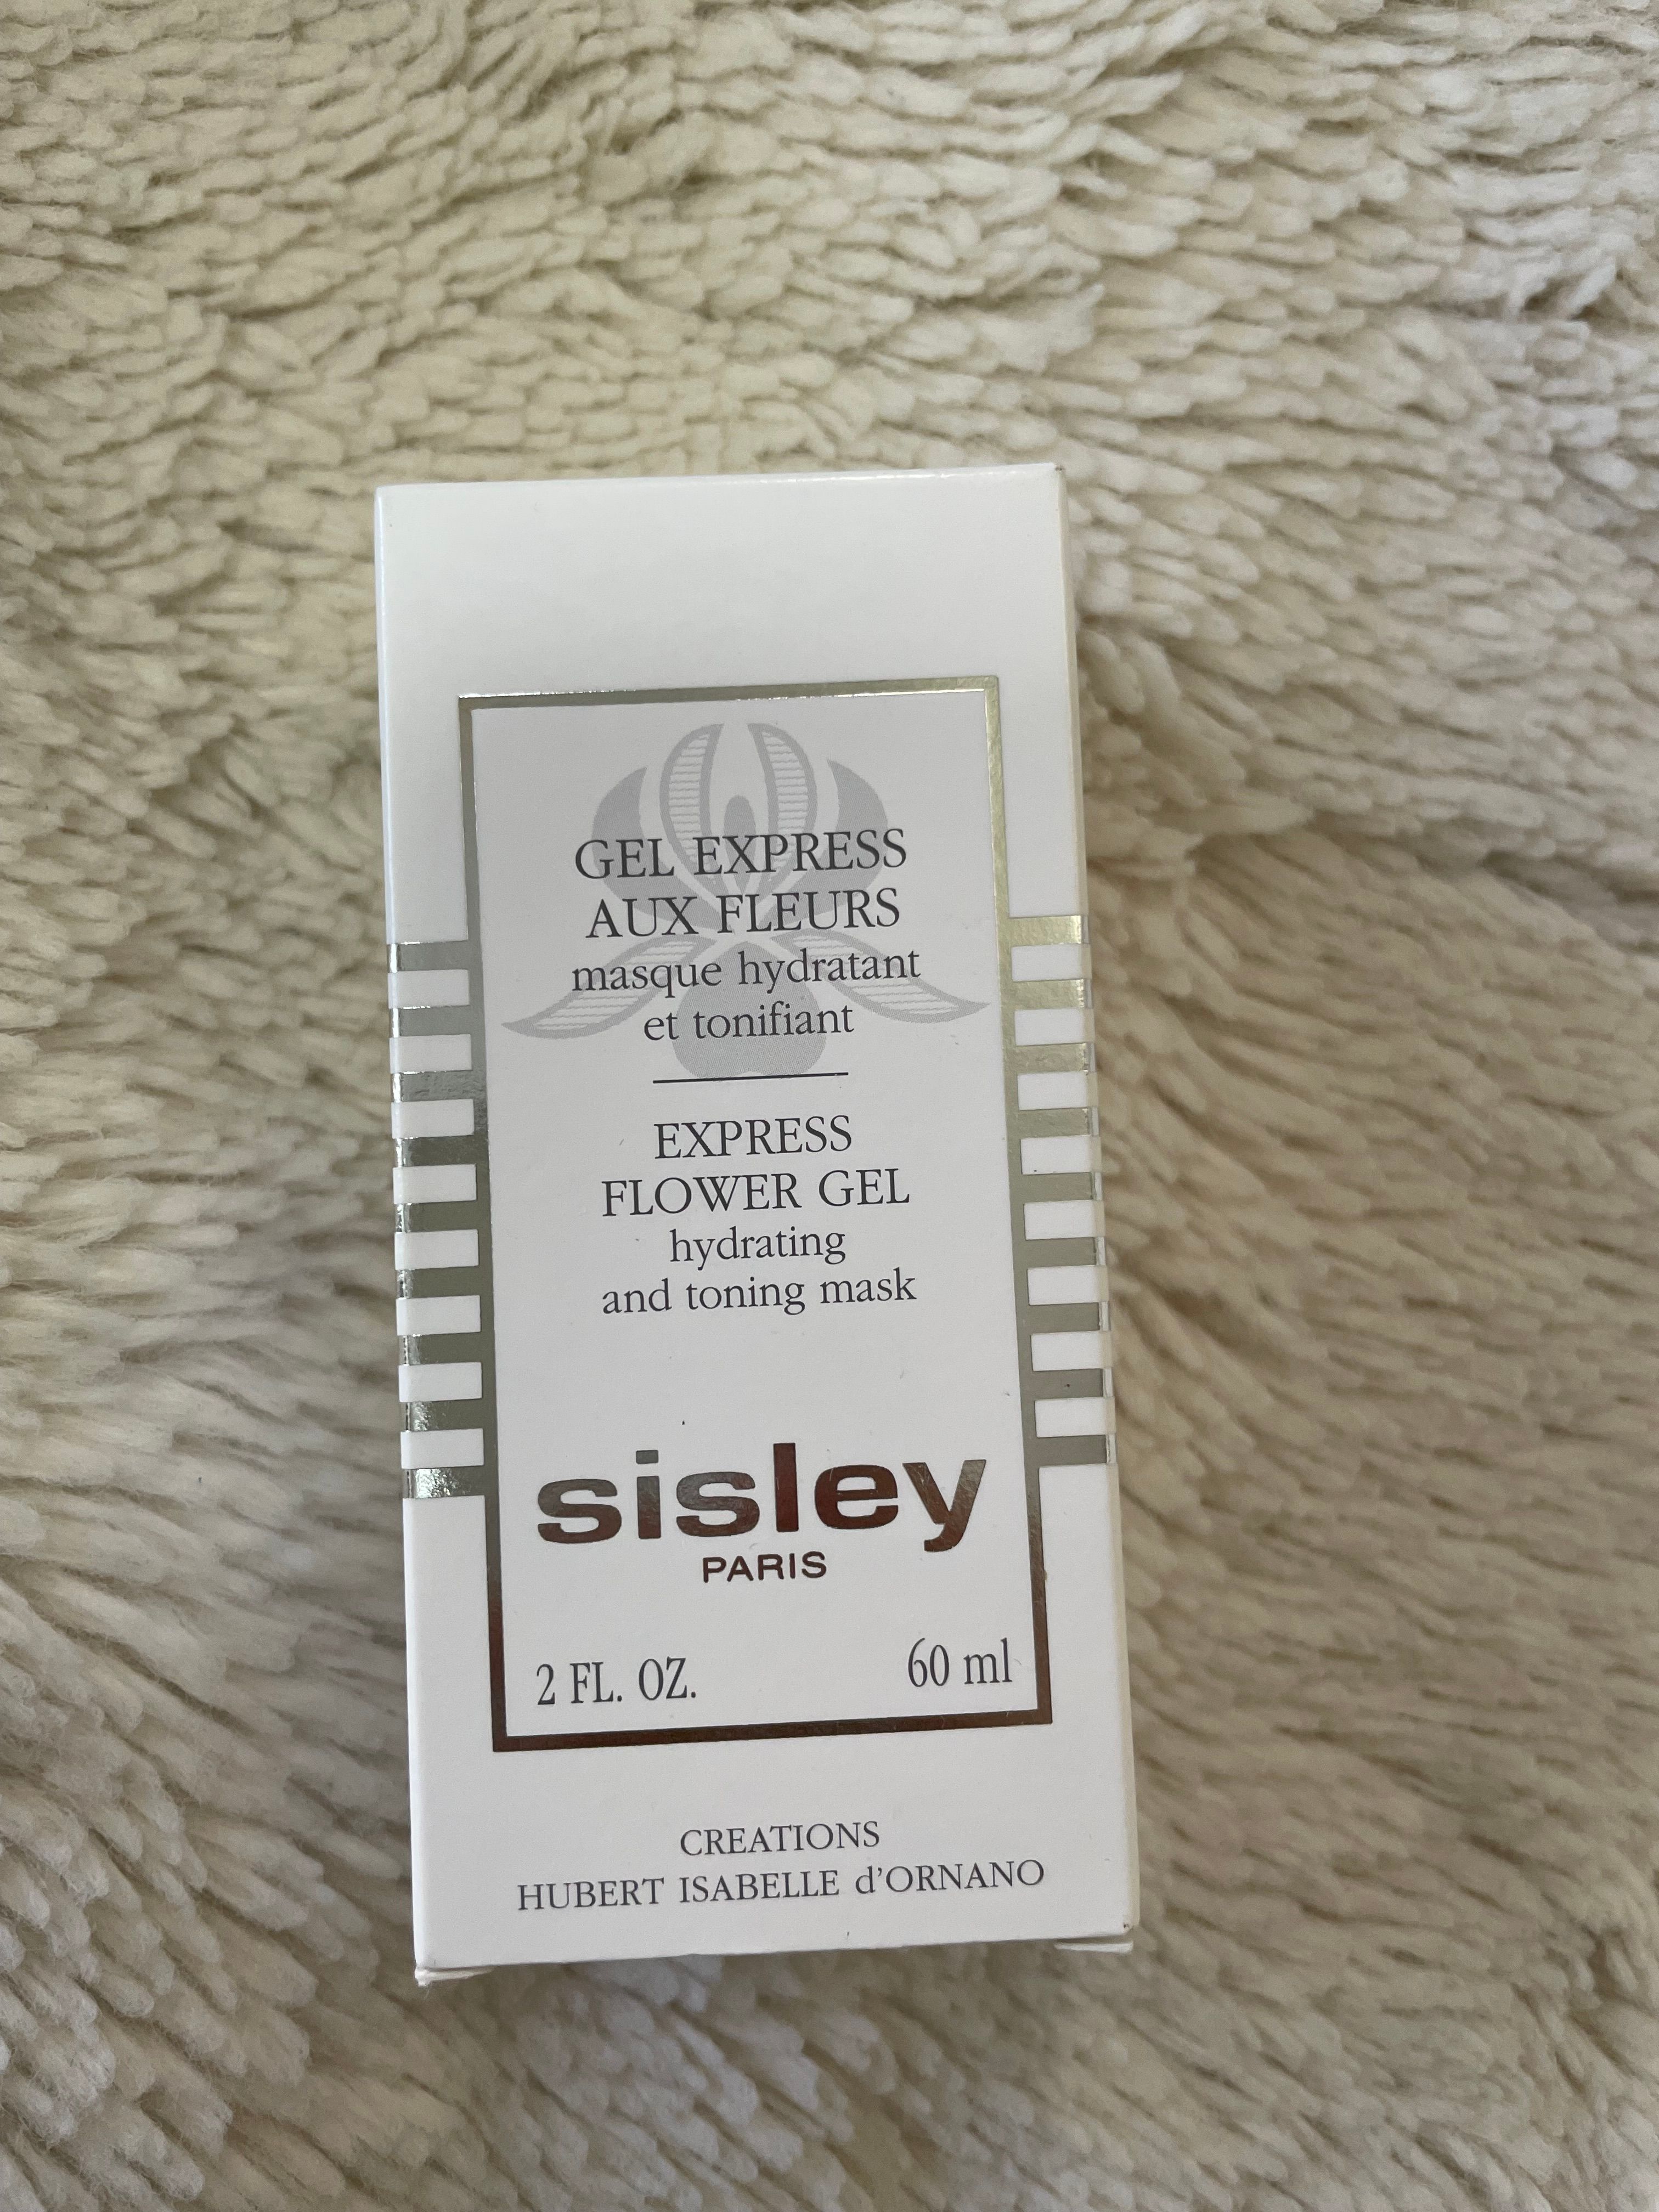 GEL EXPRESS
AUX FLEURS
masque hydratant
et tonifiant
EXPRESS
FLOWER GEL
hydrating
and toning mask
sisley
PARIS
2 FL. OZ. 60 ml
CREATIONS
HUBERT ISABELLE d'ORNANO